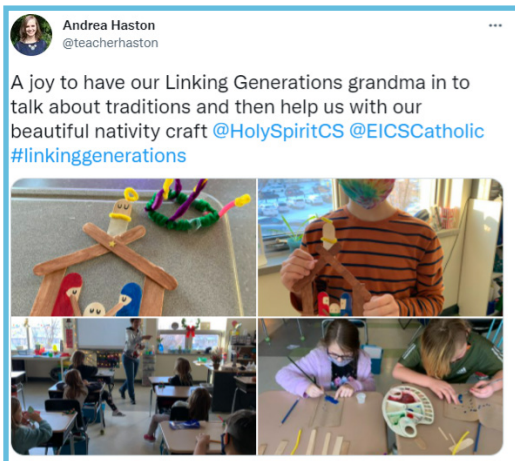 Andrea Haston
@teacherhaston
A joy to have our Linking Generations grandma in to
talk about traditions and then help us with our
beautiful nativity craft @HolySpiritCS @EICSCatholic
#linkinggenerations